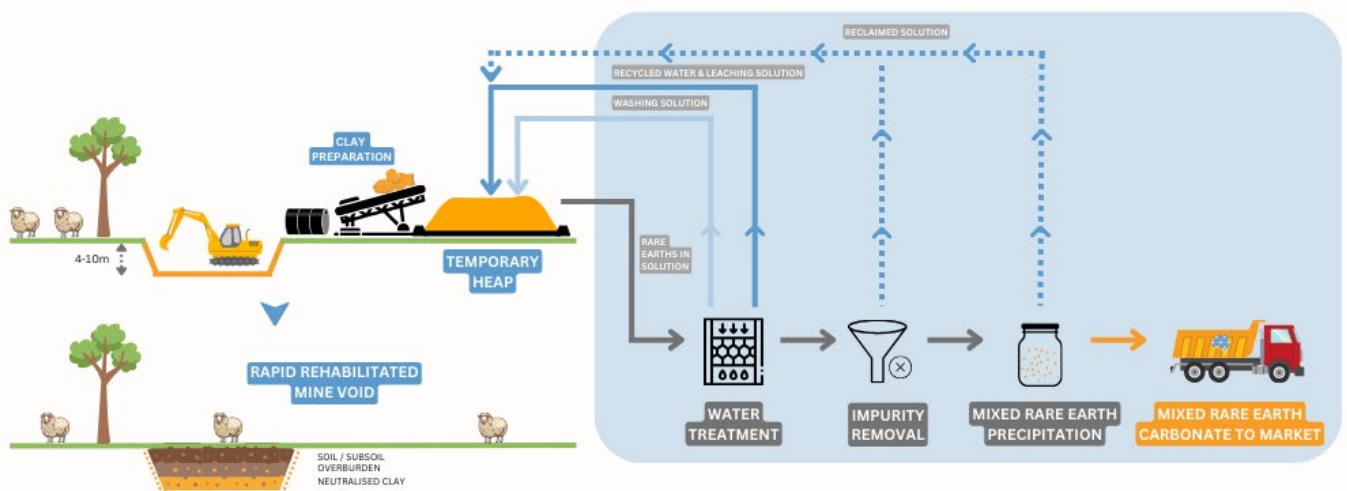 RECLAIMED SOLUTION
RECYCLED WATER & LEACHING SOLUTION
WASHING SOLUTION
CLAY
PREPARATION
4-10m
TEMPORARY
HEAP
RARE
EARTHS IN
SOLUTION
RAPID REHABILITATED
MINE VOID
WATER
TREATMENT
IMPURITY
REMOVAL
MIXED RARE EARTH
PRECIPITATION
MIXED RARE EARTH
CARBONATE TO MARKET
SOIL / SUBSOIL
OVERBURDEN
NEUTRALISED CLAY